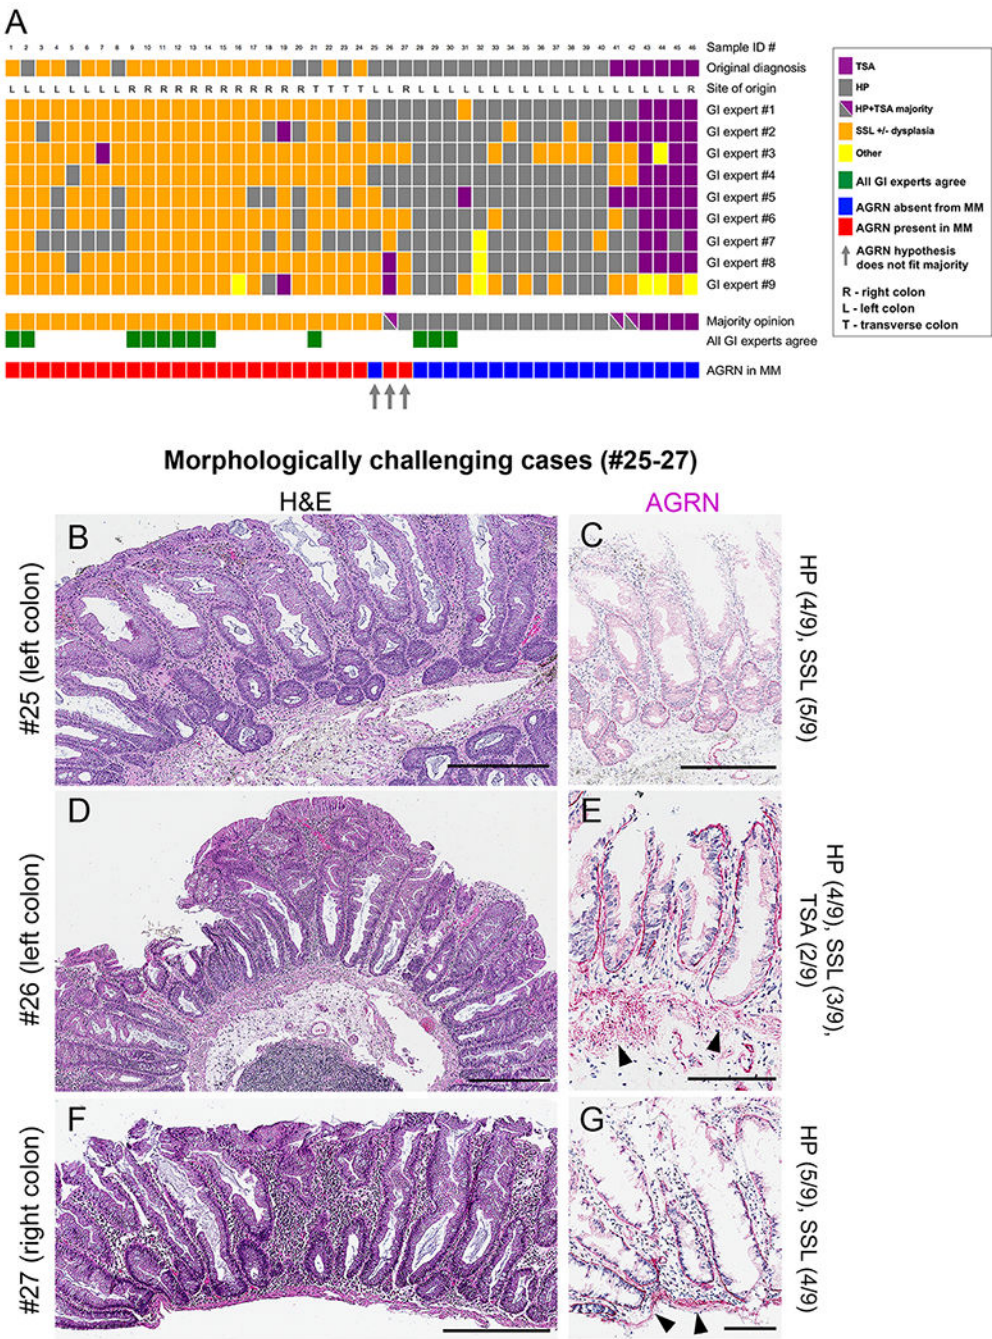 A
1 2 3 4 5 6 7 8 9 10 11 12 13 14 15 16 17 18 19 20 21 22 23 24 25 26 27 28 29 30 31 32 33 34 35 36 37 38 39 40 41 42 43 44 45 46 Sample ID #
Original diagnosis
L L L L L L L L R R R R R R R R R R R R T T T T L L R L L L L L L L L L L L L L L L L L L R Site of origin
GI expert #1
GI expert #2
GI expert #3
GI expert #4
GI expert #5
GI expert #6
GI expert #7
GI expert #8
GI expert #9
Majority opinion
All GI experts agree
AGRN in MM
TSA
HP
HP+TSA majority
SSL +/- dysplasia
Other
All GI experts agree
AGRN absent from MM
AGRN present in MM
AGRN hypothesis
does not fit majority
R - right colon
L - left colon
T - transverse colon
Morphologically challenging cases (#25-27)
H&E
AGRN
#25 (left colon)
B
C
HP (4/9), SSL (5/9)
#26 (left colon)
D
E
HP (4/9), SSL (3/9),
TSA (2/9)
#27 (right colon)
F
G
HP (5/9), SSL (4/9)